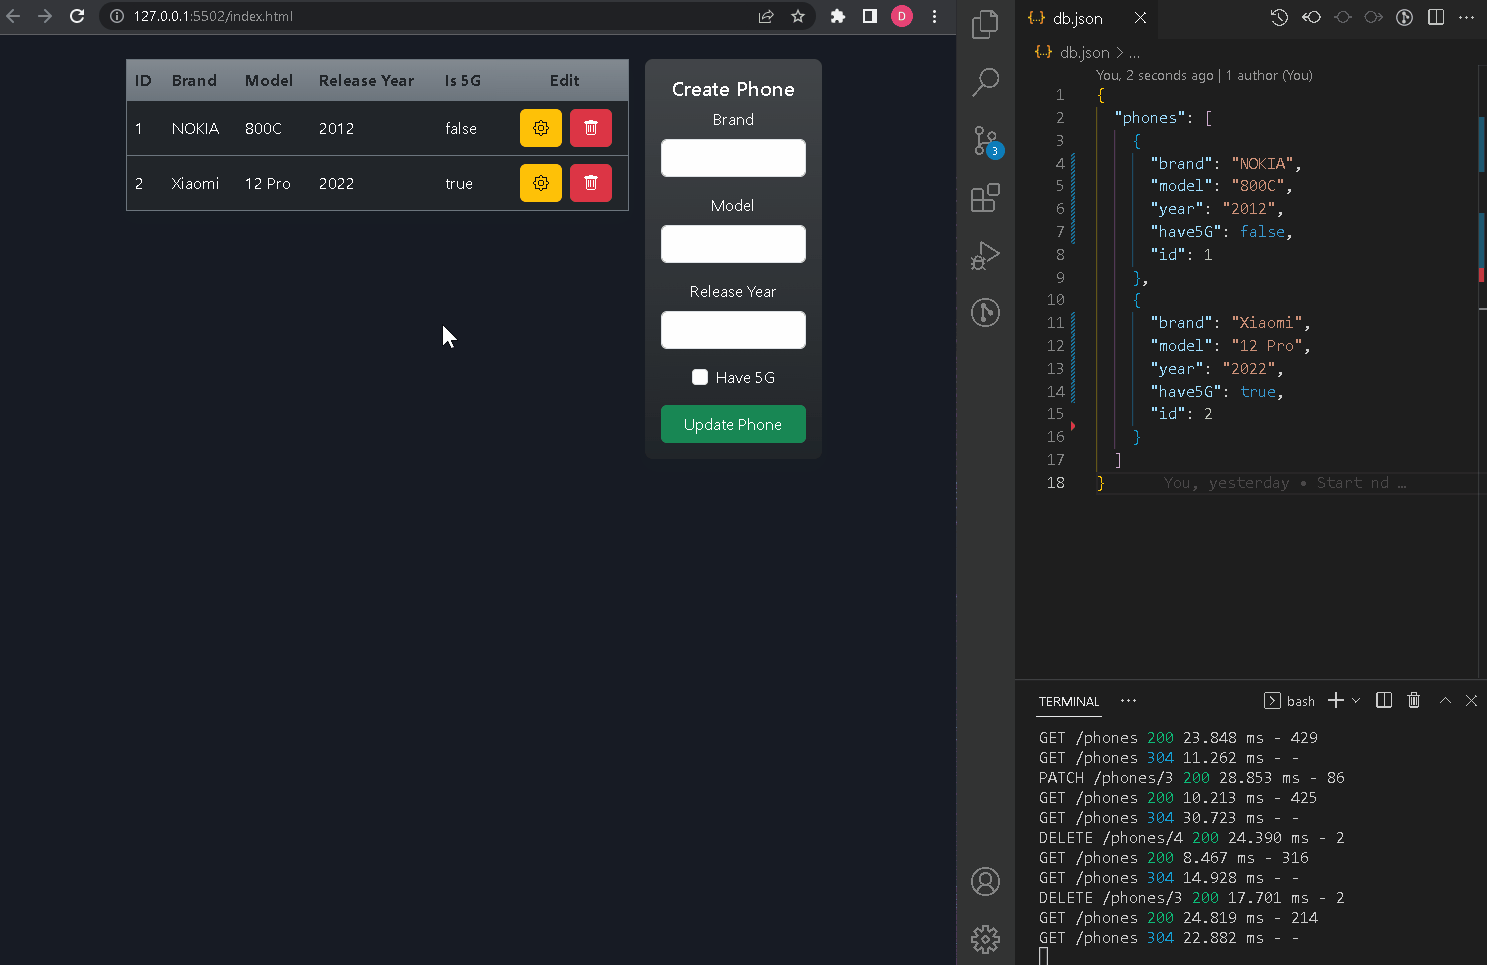 127.0.0.1:5502/index.html
D
ID Brand Model Release Year Is 5G Edit
1 NOKIA 800C 2012 false
2 Xiaomi 12 Pro 2022 true
Create Phone
Brand
Model
Release Year
Have 5G
Update Phone
3
{..} db.json
{..} db.json > ...
You, 2 seconds ago | 1 author (You)
1 {
2 "phones": [
3 {
4 "brand": "NOKIA",
5 "model": "800C",
6 "year": "2012",
7 "have5G": false,
8 "id": 1
9 },
10 {
11 "brand": "Xiaomi",
12 "model": "12 Pro",
13 "year": "2022",
14 "have5G": true,
15 "id": 2
16 }
17 ]
18 } You, yesterday • Start nd …
TERMINAL ··· bash
GET /phones 200 23.848 ms - 429
GET /phones 304 11.262 ms - -
PATCH /phones/3 200 28.853 ms - 86
GET /phones 200 10.213 ms - 425
GET /phones 304 30.723 ms - -
DELETE /phones/4 200 24.390 ms - 2
GET /phones 200 8.467 ms - 316
GET /phones 304 14.928 ms - -
DELETE /phones/3 200 17.701 ms - 2
GET /phones 200 24.819 ms - 214
GET /phones 304 22.882 ms - -